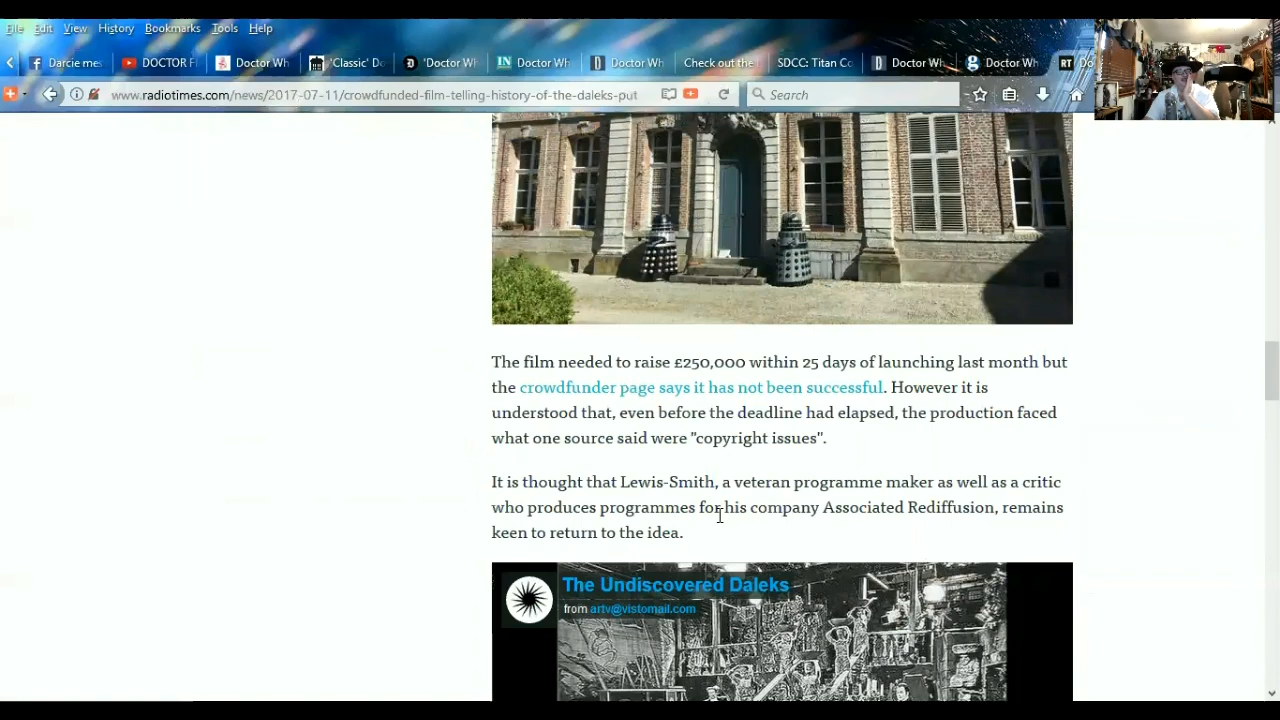 File Edit View History Bookmarks Tools Help
Darcie mes DOCTOR F Doctor Wh 'Classic' Do 'Doctor Wh Doctor Wh Doctor Wh Check out the SDCC: Titan Co Doctor Wh Doctor Wh RT Do
www.radiotimes.com/news/2017-07-11/crowdfunded-film-telling-history-of-the-daleks-put Search
The film needed to raise £250,000 within 25 days of launching last month but
the crowdfunder page says it has not been successful. However it is
understood that, even before the deadline had elapsed, the production faced
what one source said were "copyright issues".
It is thought that Lewis-Smith, a veteran programme maker as well as a critic
who produces programmes for his company Associated Rediffusion, remains
keen to return to the idea.
The Undiscovered Daleks
from artv@vistomail.com